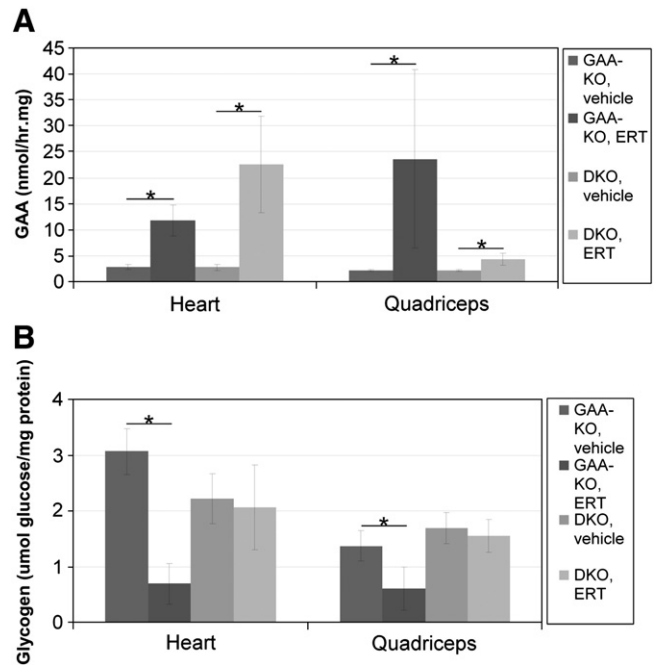 A
GAA (nmol/hr.mg)
45
40
35
30
25
20
15
10
5
0
*
*
*
*
Heart
Quadriceps
GAA-
KO,
vehicle
GAA-
KO, ERT
DKO,
vehicle
DKO,
ERT
B
Glycogen (umol glucose/mg protein)
4
3
2
1
0
*
*
Heart
Quadriceps
GAA-
KO,
vehicle
GAA-
KO,
ERT
DKO,
vehicle
DKO,
ERT